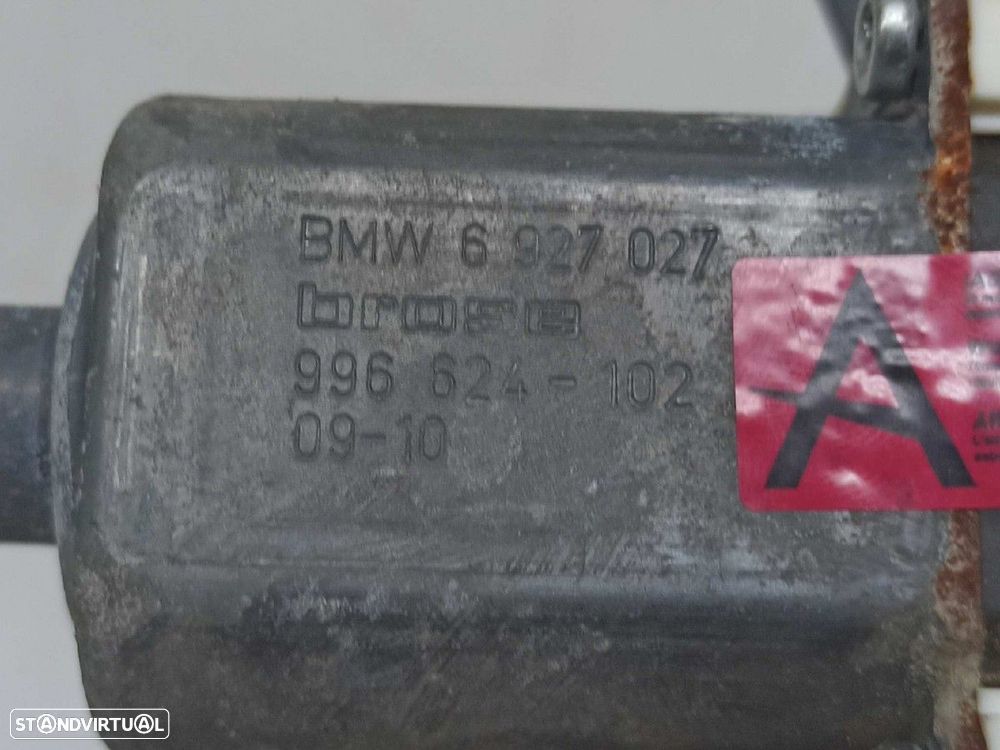 BMW 6 927 027
brose
996 624-102
09-10
A
STANDVIRTUAL